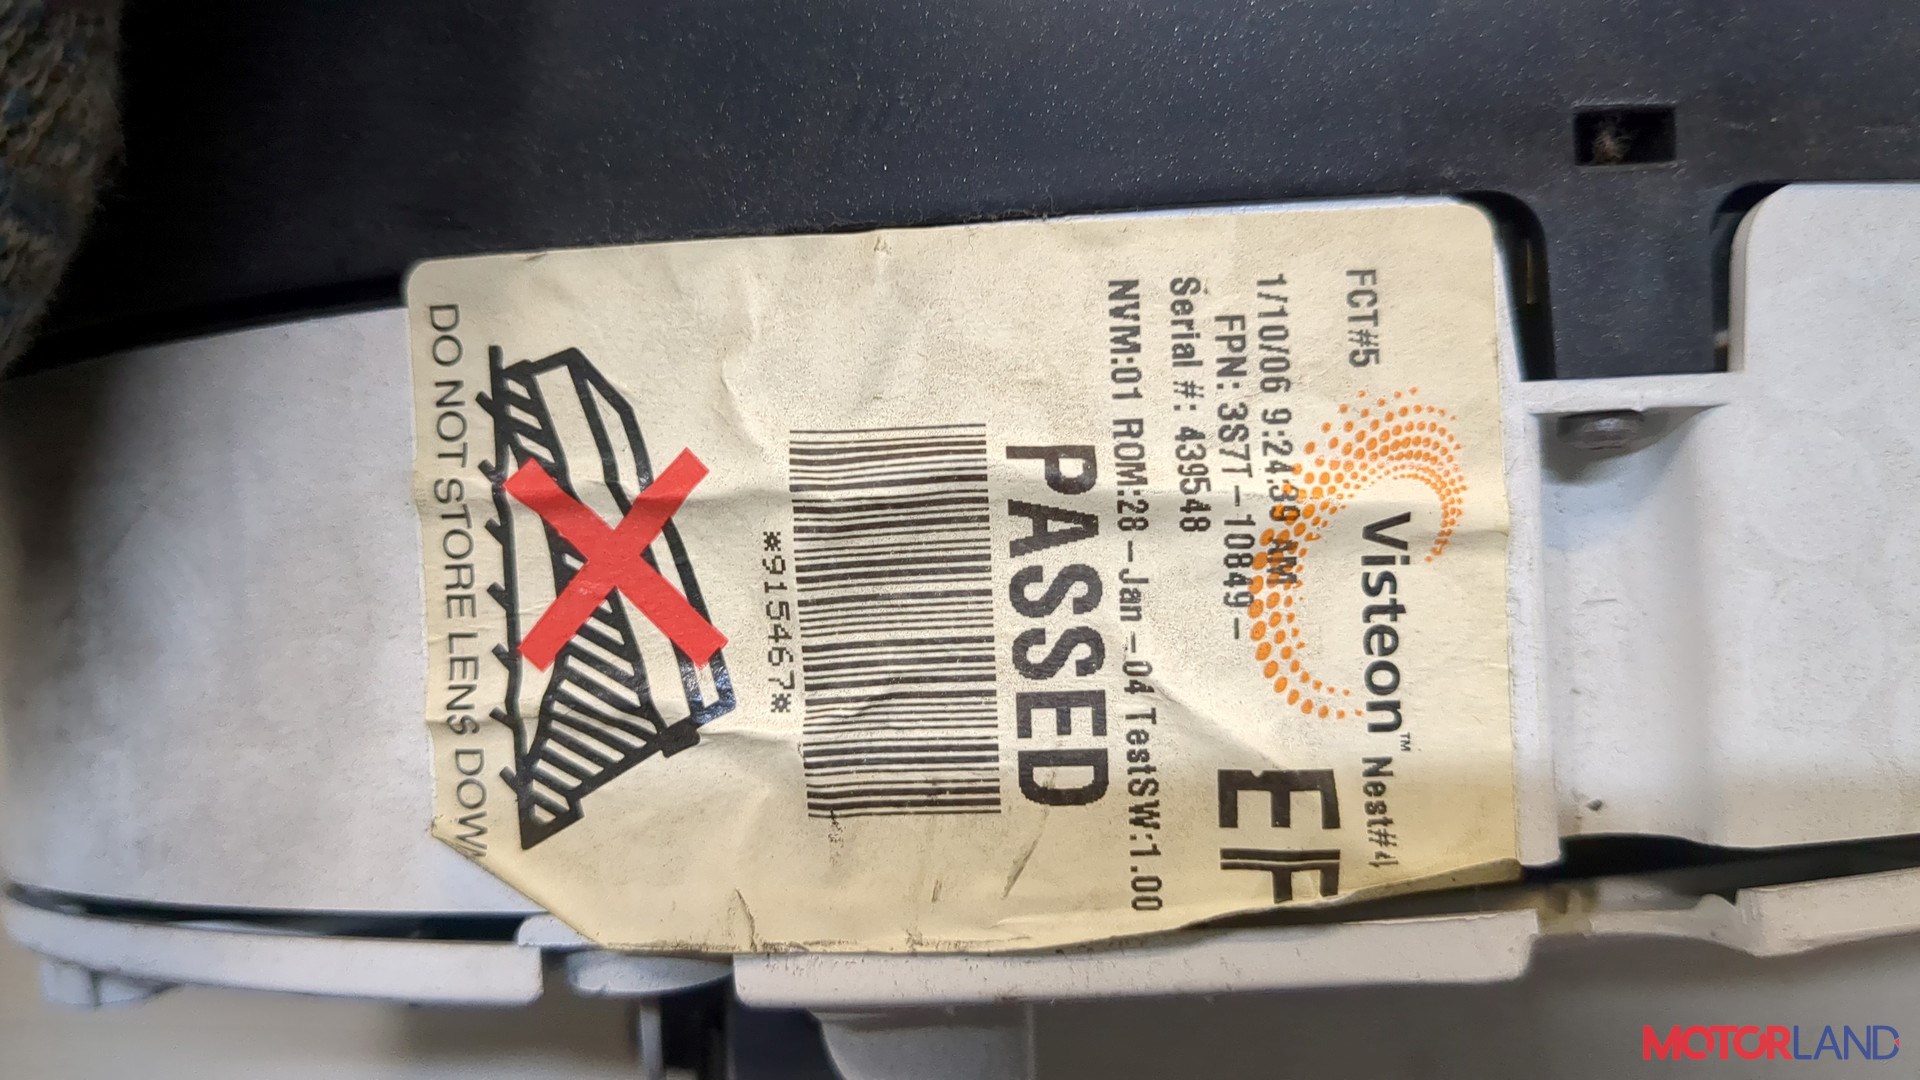 FCT#5 Visteon™ Nest#4
1/10/06 9:24:39 AM
FPN: 3S7T-10849- EF
Serial #: 439548
NVM:01 ROM:28-Jan-04 TestSW:1.00
PASSED
*915467*
DO NOT STORE LENS DOWN
MOTORLAND